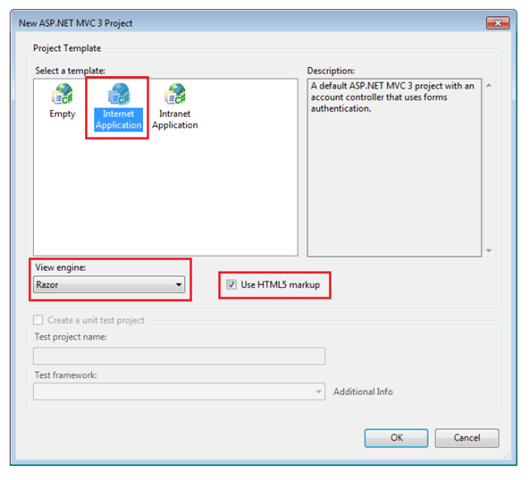 New ASP.NET MVC 3 Project
Project Template
Select a template:
Description:
Empty
Internet
Application
Intranet
Application
A default ASP.NET MVC 3 project with an
account controller that uses forms
authentication.
View engine:
Razor
Use HTML5 markup
Create a unit test project
Test project name:
Test framework:
Additional Info
OK
Cancel